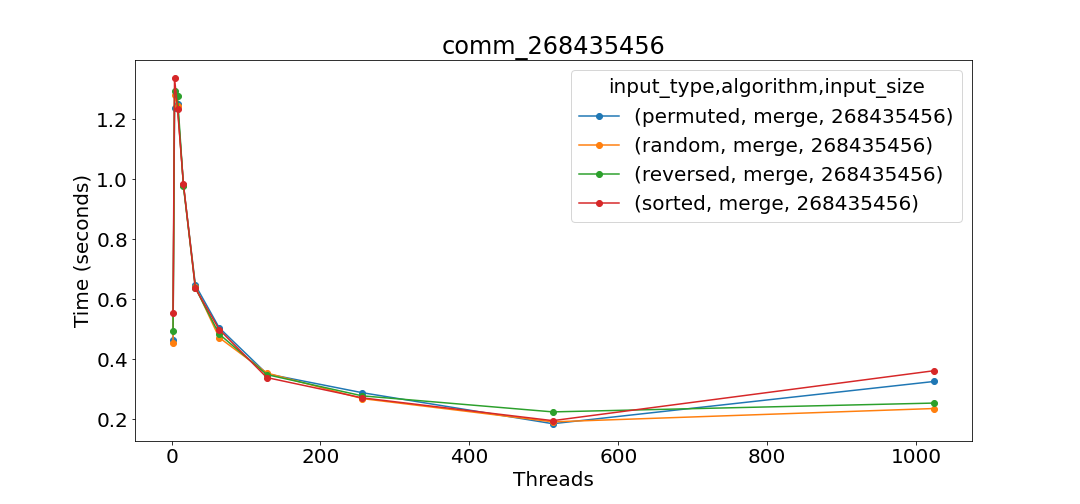 comm_268435456
input_type,algorithm,input_size
(permuted, merge, 268435456)
(random, merge, 268435456)
(reversed, merge, 268435456)
(sorted, merge, 268435456)
Time (seconds)
1.2
1.0
0.8
0.6
0.4
0.2
0 200 400 600 800 1000
Threads